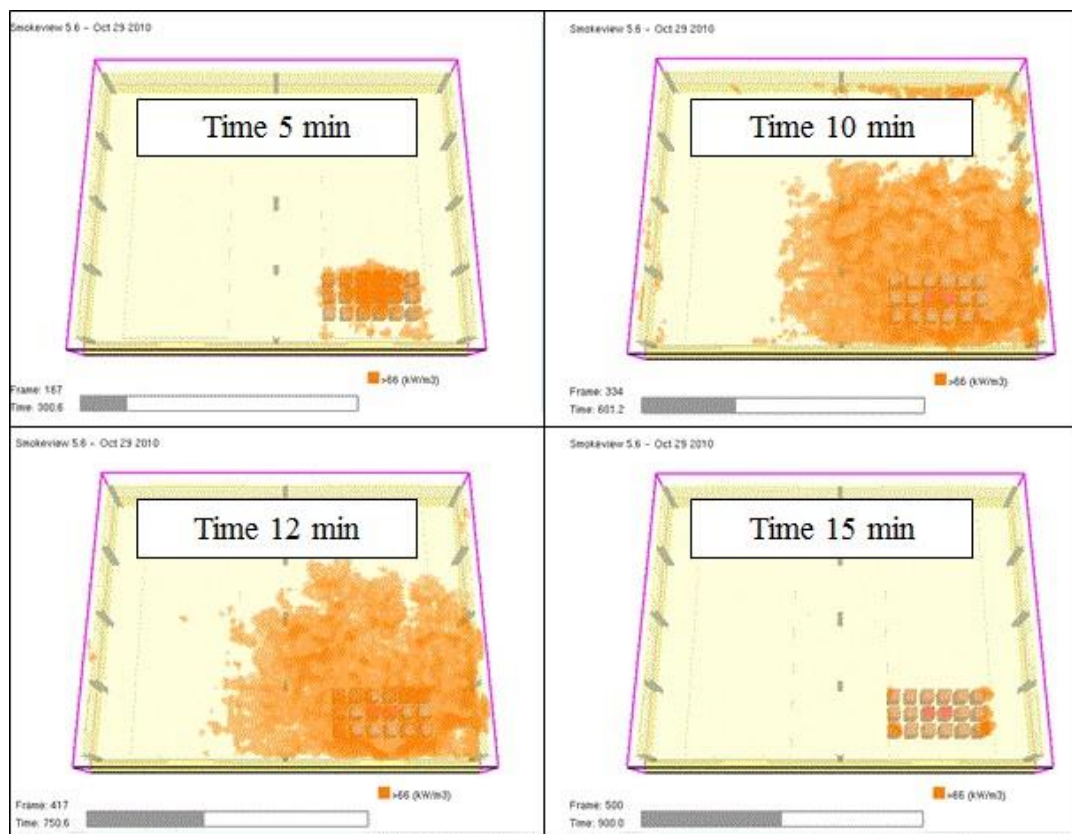 Smokeview 5.6 - Oct 29 2010
Time 5 min
>66 (kW/m3)
Frame: 167
Time: 300.6
Smokeview 5.6 - Oct 29 2010
Time 10 min
>66 (kW/m3)
Frame: 334
Time: 601.2
Smokeview 5.6 - Oct 29 2010
Time 12 min
>66 (kW/m3)
Frame: 417
Time: 750.6
Smokeview 5.6 - Oct 29 2010
Time 15 min
>66 (kW/m3)
Frame: 500
Time: 900.0